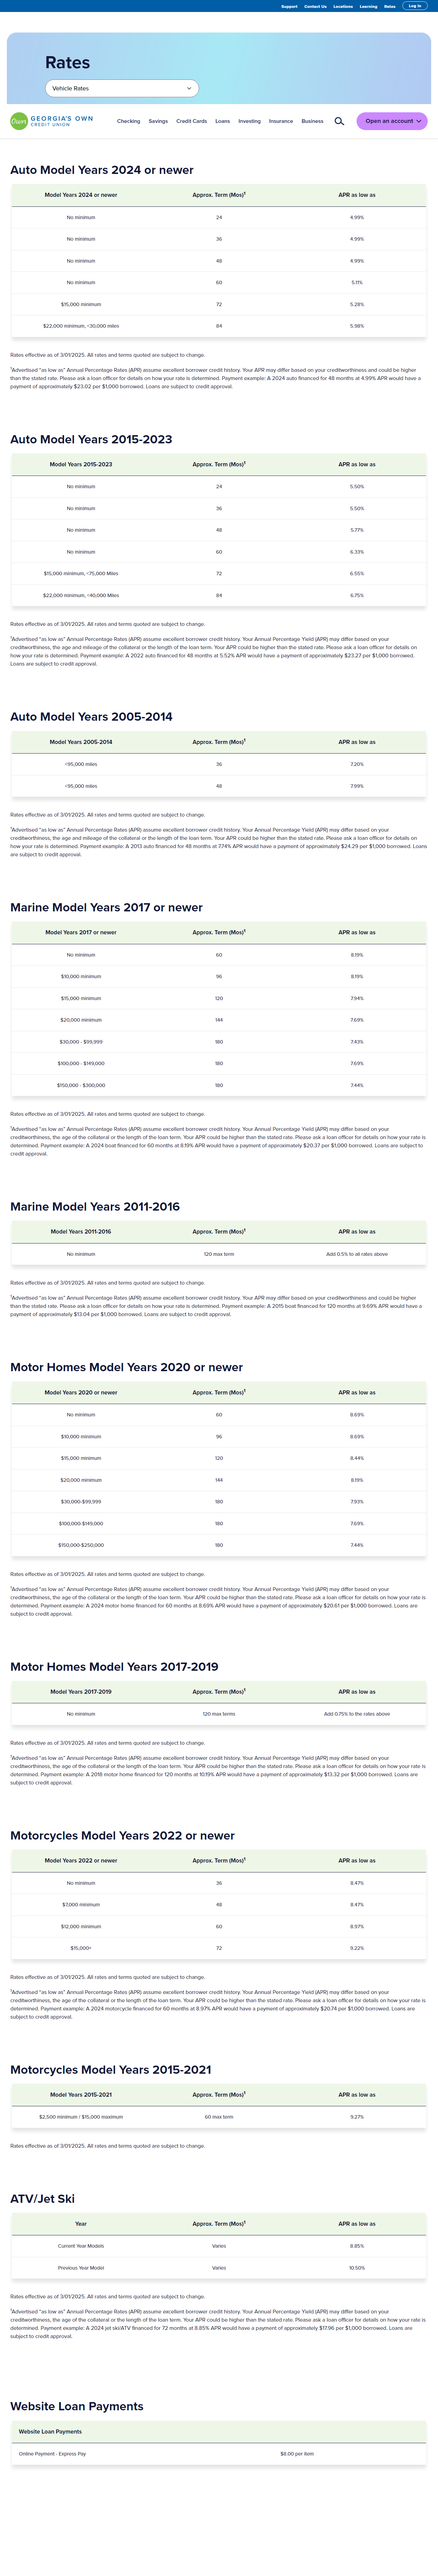 Support Contact Us Locations Learning Rates Log In
Rates
Vehicle Rates
Own GEORGIA'S OWN
CREDIT UNION
Checking Savings Credit Cards Loans Investing Insurance Business Open an account
Auto Model Years 2024 or newer
Model Years 2024 or newer Approx. Term (Mos)‡ APR as low as
No minimum 24 4.99%
No minimum 36 4.99%
No minimum 48 4.99%
No minimum 60 5.11%
$15,000 minimum 72 5.28%
$22,000 minimum, <30,000 miles 84 5.98%
Rates effective as of 3/01/2025. All rates and terms quoted are subject to change.
‡Advertised "as low as" Annual Percentage Rates (APR) assume excellent borrower credit history. Your APR may differ based on your creditworthiness and could be higher
than the stated rate. Please ask a loan officer for details on how your rate is determined. Payment example: A 2024 auto financed for 48 months at 4.99% APR would have a
payment of approximately $23.02 per $1,000 borrowed. Loans are subject to credit approval.
Auto Model Years 2015-2023
Model Years 2015-2023 Approx. Term (Mos)‡ APR as low as
No minimum 24 5.50%
No minimum 36 5.50%
No minimum 48 5.77%
No minimum 60 6.33%
$15,000 minimum, <75,000 Miles 72 6.55%
$22,000 minimum, <40,000 Miles 84 6.75%
Rates effective as of 3/01/2025. All rates and terms quoted are subject to change.
‡Advertised "as low as" Annual Percentage Rates (APR) assume excellent borrower credit history. Your Annual Percentage Yield (APR) may differ based on your
creditworthiness, the age and mileage of the collateral or the length of the loan term. Your APR could be higher than the stated rate. Please ask a loan officer for details on
how your rate is determined. Payment example: A 2022 auto financed for 48 months at 5.52% APR would have a payment of approximately $23.27 per $1,000 borrowed.
Loans are subject to credit approval.
Auto Model Years 2005-2014
Model Years 2005-2014 Approx. Term (Mos)‡ APR as low as
<95,000 miles 36 7.20%
<95,000 miles 48 7.99%
Rates effective as of 3/01/2025. All rates and terms quoted are subject to change.
‡Advertised "as low as" Annual Percentage Rates (APR) assume excellent borrower credit history. Your Annual Percentage Yield (APR) may differ based on your
creditworthiness, the age and mileage of the collateral or the length of the loan term. Your APR could be higher than the stated rate. Please ask a loan officer for details on
how your rate is determined. Payment example: A 2013 auto financed for 48 months at 7.74% APR would have a payment of approximately $24.29 per $1,000 borrowed. Loans
are subject to credit approval.
Marine Model Years 2017 or newer
Model Years 2017 or newer Approx. Term (Mos)‡ APR as low as
No minimum 60 8.19%
$10,000 minimum 96 8.19%
$15,000 minimum 120 7.94%
$20,000 minimum 144 7.69%
$30,000 - $99,999 180 7.43%
$100,000 - $149,000 180 7.69%
$150,000 - $300,000 180 7.44%
Rates effective as of 3/01/2025. All rates and terms quoted are subject to change.
‡Advertised "as low as" Annual Percentage Rates (APR) assume excellent borrower credit history. Your Annual Percentage Yield (APR) may differ based on your
creditworthiness, the age of the collateral or the length of the loan term. Your APR could be higher than the stated rate. Please ask a loan officer for details on how your rate is
determined. Payment example: A 2024 boat financed for 60 months at 8.19% APR would have a payment of approximately $20.37 per $1,000 borrowed. Loans are subject to
credit approval.
Marine Model Years 2011-2016
Model Years 2011-2016 Approx. Term (Mos)‡ APR as low as
No minimum 120 max term Add 0.5% to all rates above
Rates effective as of 3/01/2025. All rates and terms quoted are subject to change.
‡Advertised "as low as" Annual Percentage Rates (APR) assume excellent borrower credit history. Your APR may differ based on your creditworthiness and could be higher
than the stated rate. Please ask a loan officer for details on how your rate is determined. Payment example: A 2015 boat financed for 120 months at 9.69% APR would have a
payment of approximately $13.04 per $1,000 borrowed. Loans are subject to credit approval.
Motor Homes Model Years 2020 or newer
Model Years 2020 or newer Approx. Term (Mos)‡ APR as low as
No minimum 60 8.69%
$10,000 minimum 96 8.69%
$15,000 minimum 120 8.44%
$20,000 minimum 144 8.19%
$30,000-$99,999 180 7.93%
$100,000-$149,000 180 7.69%
$150,000-$250,000 180 7.44%
Rates effective as of 3/01/2025. All rates and terms quoted are subject to change.
‡Advertised "as low as" Annual Percentage Rates (APR) assume excellent borrower credit history. Your Annual Percentage Yield (APR) may differ based on your
creditworthiness, the age of the collateral or the length of the loan term. Your APR could be higher than the stated rate. Please ask a loan officer for details on how your rate is
determined. Payment example: A 2024 motor home financed for 60 months at 8.69% APR would have a payment of approximately $20.61 per $1,000 borrowed. Loans are
subject to credit approval.
Motor Homes Model Years 2017-2019
Model Years 2017-2019 Approx. Term (Mos)‡ APR as low as
No minimum 120 max terms Add 0.75% to the rates above
Rates effective as of 3/01/2025. All rates and terms quoted are subject to change.
‡Advertised "as low as" Annual Percentage Rates (APR) assume excellent borrower credit history. Your Annual Percentage Yield (APR) may differ based on your
creditworthiness, the age of the collateral or the length of the loan term. Your APR could be higher than the stated rate. Please ask a loan officer for details on how your rate is
determined. Payment example: A 2018 motor home financed for 120 months at 10.19% APR would have a payment of approximately $13.32 per $1,000 borrowed. Loans are
subject to credit approval.
Motorcycles Model Years 2022 or newer
Model Years 2022 or newer Approx. Term (Mos)‡ APR as low as
No minimum 36 8.47%
$7,000 minimum 48 8.47%
$12,000 minimum 60 8.97%
$15,000+ 72 9.22%
Rates effective as of 3/01/2025. All rates and terms quoted are subject to change.
‡Advertised "as low as" Annual Percentage Rates (APR) assume excellent borrower credit history. Your Annual Percentage Yield (APR) may differ based on your
creditworthiness, the age of the collateral or the length of the loan term. Your APR could be higher than the stated rate. Please ask a loan officer for details on how your rate is
determined. Payment example: A 2024 motorcycle financed for 60 months at 8.97% APR would have a payment of approximately $20.74 per $1,000 borrowed. Loans are
subject to credit approval.
Motorcycles Model Years 2015-2021
Model Years 2015-2021 Approx. Term (Mos)‡ APR as low as
$2,500 minimum / $15,000 maximum 60 max term 9.27%
Rates effective as of 3/01/2025. All rates and terms quoted are subject to change.
ATV/Jet Ski
Year Approx. Term (Mos)‡ APR as low as
Current Year Models Varies 8.85%
Previous Year Model Varies 10.50%
Rates effective as of 3/01/2025. All rates and terms quoted are subject to change.
‡Advertised "as low as" Annual Percentage Rates (APR) assume excellent borrower credit history. Your Annual Percentage Yield (APR) may differ based on your
creditworthiness, the age of the collateral or the length of the loan term. Your APR could be higher than the stated rate. Please ask a loan officer for details on how your rate is
determined. Payment example: A 2024 jet ski/ATV financed for 72 months at 8.85% APR would have a payment of approximately $17.96 per $1,000 borrowed. Loans are
subject to credit approval.
Website Loan Payments
Website Loan Payments
Online Payment - Express Pay $8.00 per item